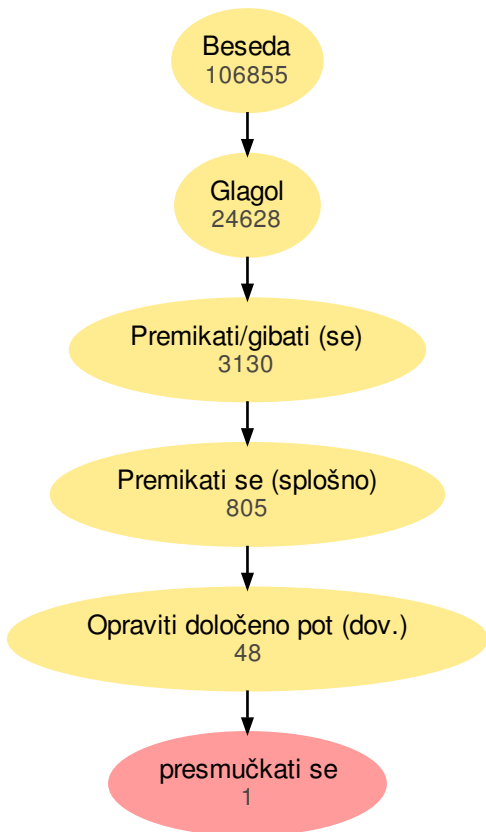 Beseda
106855
Glagol
24628
Premikati/gibati (se)
3130
Premikati se (splošno)
805
Opraviti določeno pot (dov.)
48
presmučkati se
1